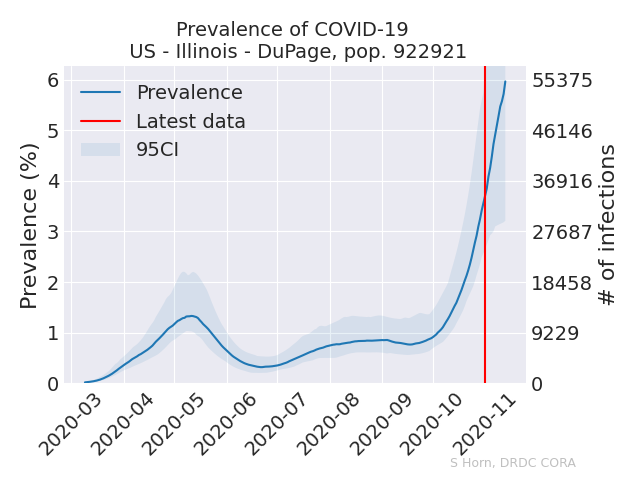 Prevalence of COVID-19
US - Illinois - DuPage, pop. 922921
Prevalence
Latest data
95CI
Prevalence (%)
6
5
4
3
2
1
0
55375
46146
36916
27687
18458
9229
0
# of infections
2020-03
2020-04
2020-05
2020-06
2020-07
2020-08
2020-09
2020-10
2020-11
S Horn, DRDC CORA